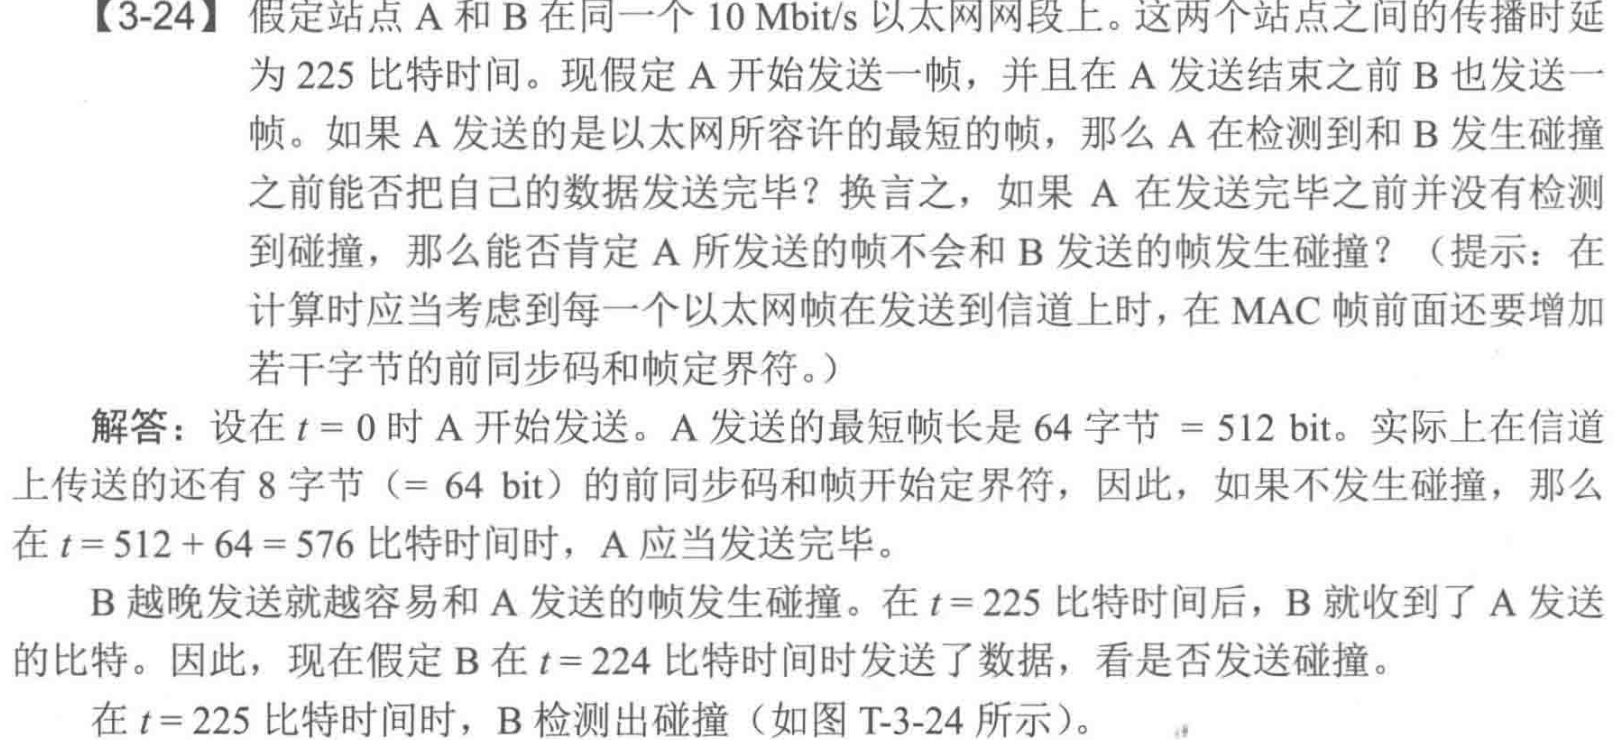 【3-24】 假定站点 A 和 B 在同一个 10 Mbit/s 以太网网段上。这两个站点之间的传播时延
为 225 比特时间。现假定 A 开始发送一帧，并且在 A 发送结束之前 B 也发送一
帧。如果 A 发送的是以太网所容许的最短的帧，那么 A 在检测到和 B 发生碰撞
之前能否把自己的数据发送完毕？换言之，如果 A 在发送完毕之前并没有检测
到碰撞，那么能否肯定 A 所发送的帧不会和 B 发送的帧发生碰撞？（提示：在
计算时应当考虑到每一个以太网帧在发送到信道上时，在 MAC 帧前面还要增加
若干字节的前同步码和帧定界符。）
解答：设在 t = 0 时 A 开始发送。A 发送的最短帧长是 64 字节 = 512 bit。实际上在信道
上传送的还有 8 字节（= 64 bit）的前同步码和帧开始定界符，因此，如果不发生碰撞，那么
在 t = 512 + 64 = 576 比特时间时，A 应当发送完毕。
B 越晚发送就越容易和 A 发送的帧发生碰撞。在 t = 225 比特时间后，B 就收到了 A 发送
的比特。因此，现在假定 B 在 t = 224 比特时间时发送了数据，看是否发送碰撞。
在 t = 225 比特时间时，B 检测出碰撞（如图 T-3-24 所示）。